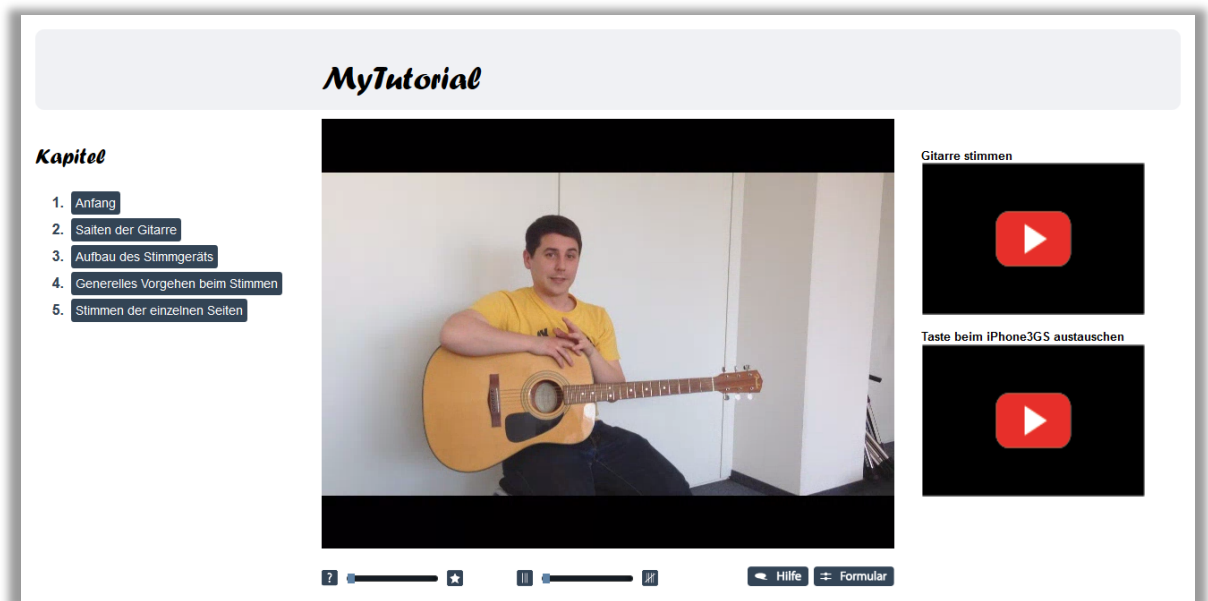 MyTutorial
Kapitel
1. Anfang
2. Saiten der Gitarre
3. Aufbau des Stimmgeräts
4. Generelles Vorgehen beim Stimmen
5. Stimmen der einzelnen Seiten
Gitarre stimmen
Taste beim iPhone3GS austauschen
?
Hilfe
Formular